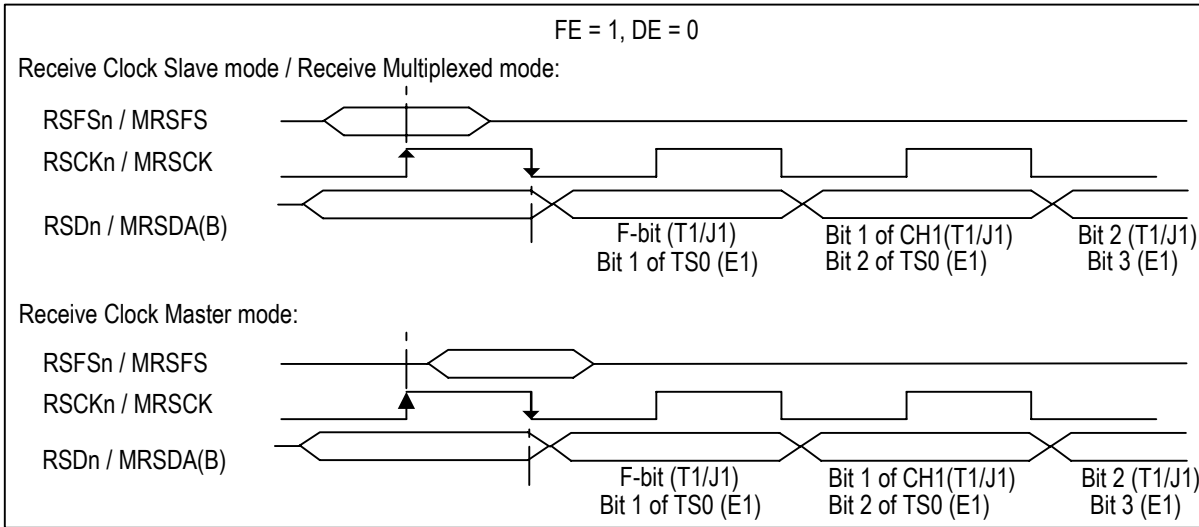 FE = 1, DE = 0
Receive Clock Slave mode / Receive Multiplexed mode:
RSFSn / MRSFS
RSCKn / MRSCK
RSDn / MRSDA(B)
F-bit (T1/J1)
Bit 1 of TS0 (E1)
Bit 1 of CH1(T1/J1)
Bit 2 of TS0 (E1)
Bit 2 (T1/J1)
Bit 3 (E1)
Receive Clock Master mode:
RSFSn / MRSFS
RSCKn / MRSCK
RSDn / MRSDA(B)
F-bit (T1/J1)
Bit 1 of TS0 (E1)
Bit 1 of CH1(T1/J1)
Bit 2 of TS0 (E1)
Bit 2 (T1/J1)
Bit 3 (E1)